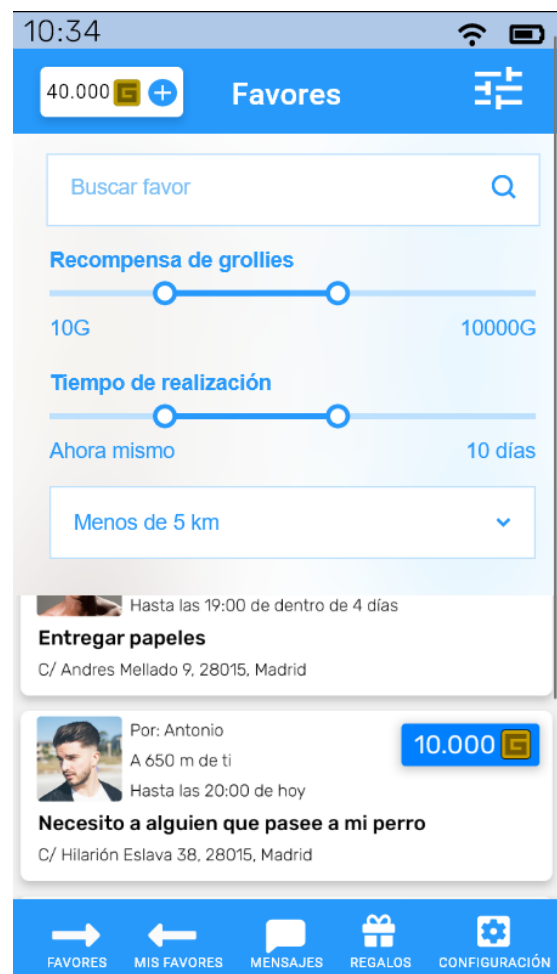 10:34
40.000 G
Favores
Buscar favor
Recompensa de grollies
10G 10000G
Tiempo de realización
Ahora mismo 10 días
Menos de 5 km
Hasta las 19:00 de dentro de 4 días
Entregar papeles
C/ Andres Mellado 9, 28015, Madrid
Por: Antonio
10.000 G
A 650 m de ti
Hasta las 20:00 de hoy
Necesito a alguien que pasee a mi perro
C/ Hilarión Eslava 38, 28015, Madrid
FAVORES MIS FAVORES MENSAJES REGALOS CONFIGURACIÓN